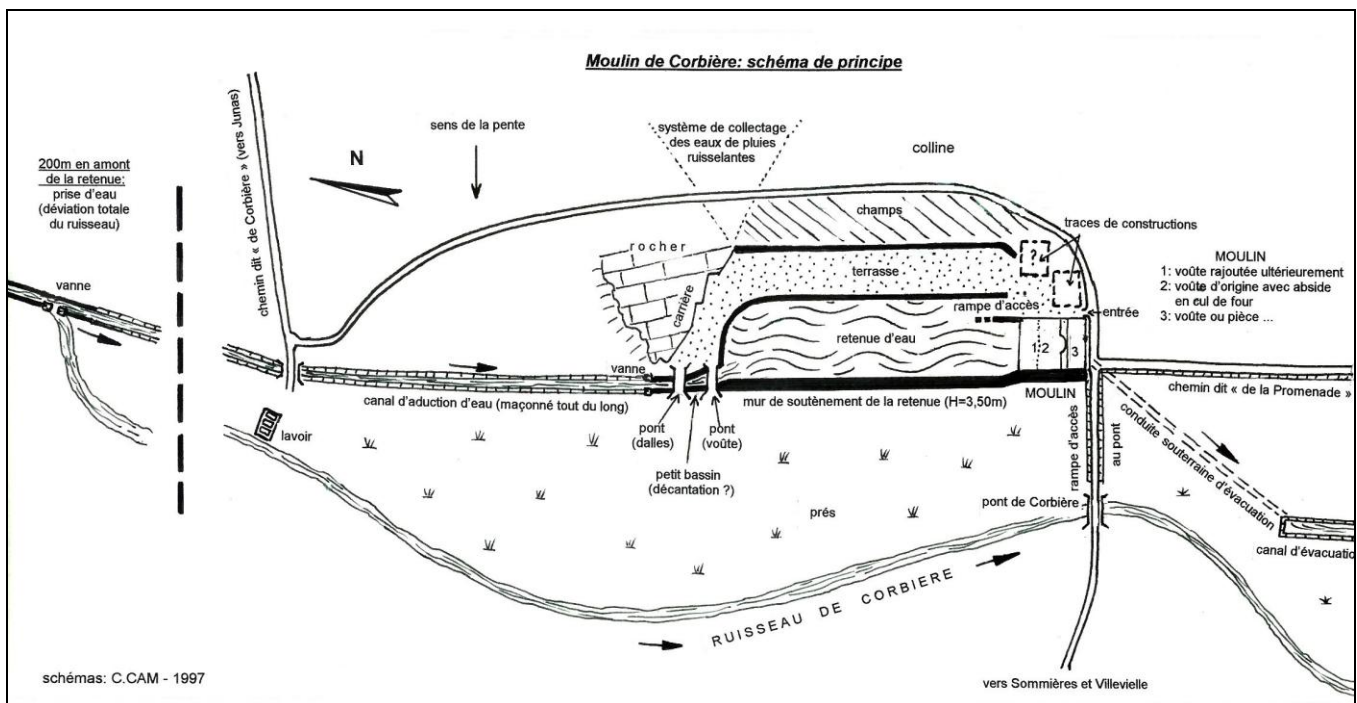 Moulin de Corbière: schéma de principe
200m en amont
de la retenue:
prise d'eau
(déviation totale
du ruisseau)
vanne
chemin dit « de Corbière » (vers Junas)
N
sens de la pente
système de collectage
des eaux de pluies
ruisselantes
colline
champs
traces de constructions
?
rocher
carrière
terrasse
rampe d'accès
entrée
MOULIN
1: voûte rajoutée ultérieurement
2: voûte d'origine avec abside
en cul de four
3: voûte ou pièce ...
retenue d'eau
1
2
3
vanne
canal d'aduction d'eau (maçonné tout du long)
mur de soutènement de la retenue (H=3,50m)
MOULIN
chemin dit « de la Promenade »
lavoir
pont
(dalles)
pont
(voûte)
petit bassin
(décantation ?)
rampe d'accès
au pont
conduite souterraine d'évacuation
prés
pont de Corbière
canal d'évacuatio
RUISSEAU DE CORBIERE
schémas: C.CAM - 1997
vers Sommières et Villevielle